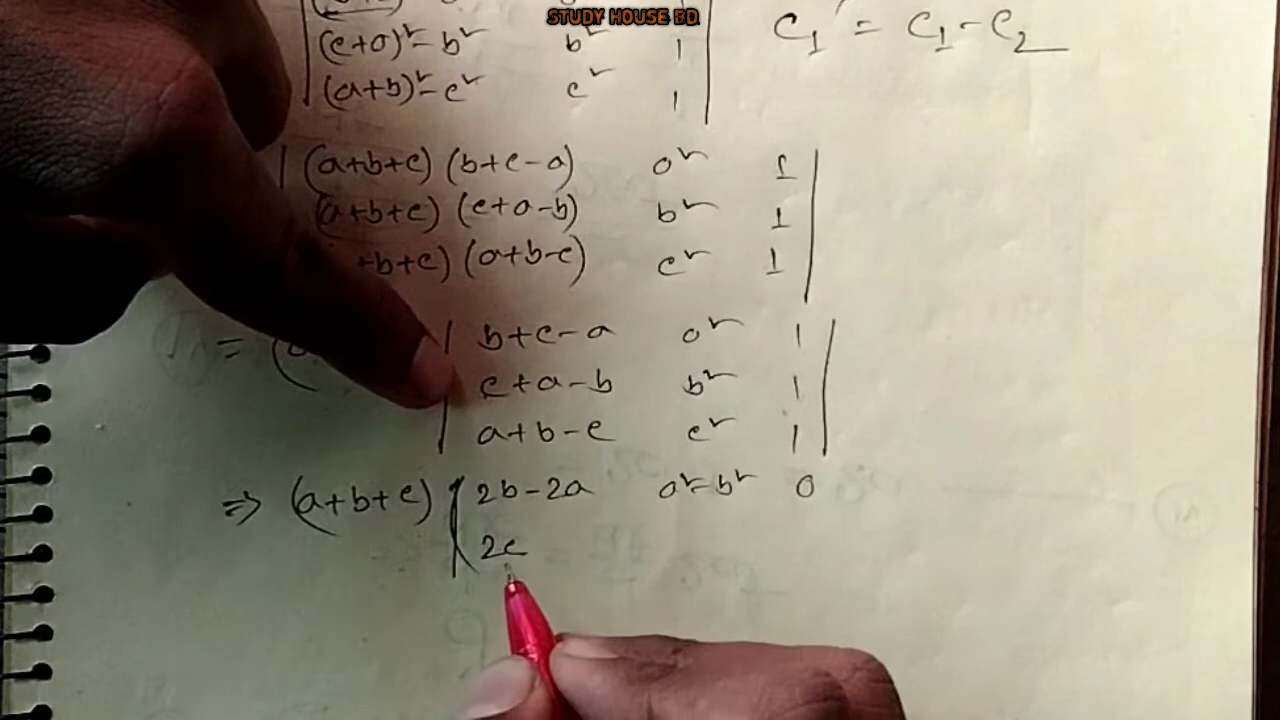 STUDY HOUSE BD
(c+a)²-b² b² 1 C₁' = C₁-C₂
(a+b)²-c² c² 1
(a+b+c) (b+c-a) a² 1
(a+b+c) (c+a-b) b² 1
+b+c) (a+b-c) c² 1
= ( b+c-a a² 1
c+a-b b² 1
a+b-c c² 1
⇒ (a+b+c) 2b-2a a²-b² 0
2c